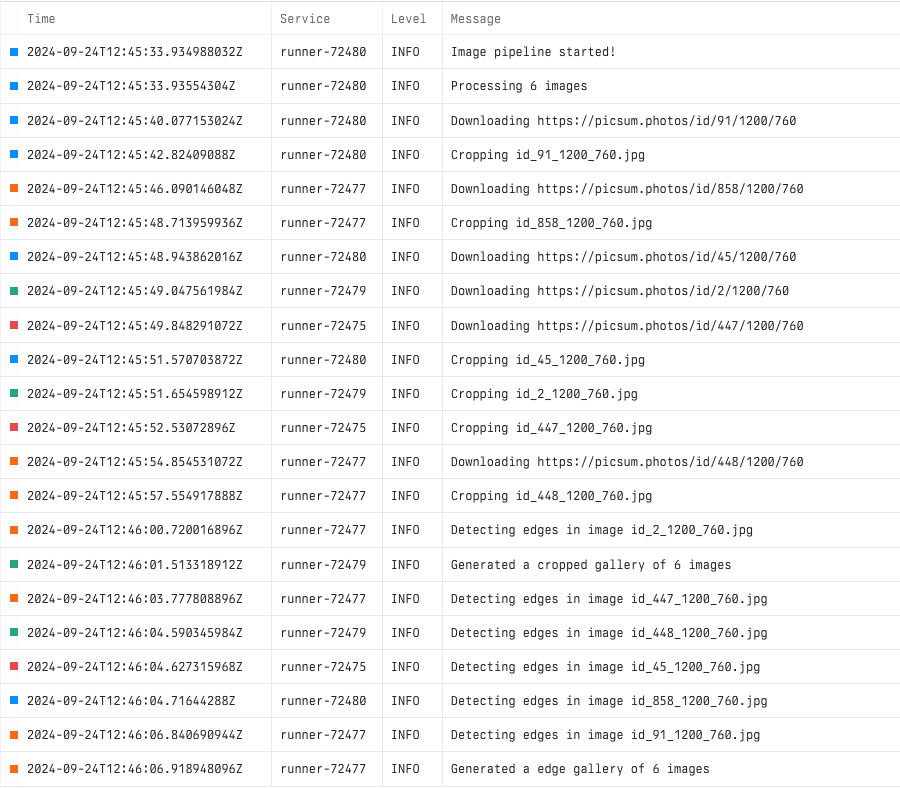 Time Service Level Message
2024-09-24T12:45:33.934988032Z runner-72480 INFO Image pipeline started!
2024-09-24T12:45:33.93554304Z runner-72480 INFO Processing 6 images
2024-09-24T12:45:40.077153024Z runner-72480 INFO Downloading https://picsum.photos/id/91/1200/760
2024-09-24T12:45:42.82409088Z runner-72480 INFO Cropping id_91_1200_760.jpg
2024-09-24T12:45:46.090146048Z runner-72477 INFO Downloading https://picsum.photos/id/858/1200/760
2024-09-24T12:45:48.713959936Z runner-72477 INFO Cropping id_858_1200_760.jpg
2024-09-24T12:45:48.943862016Z runner-72480 INFO Downloading https://picsum.photos/id/45/1200/760
2024-09-24T12:45:49.047561984Z runner-72479 INFO Downloading https://picsum.photos/id/2/1200/760
2024-09-24T12:45:49.848291072Z runner-72475 INFO Downloading https://picsum.photos/id/447/1200/760
2024-09-24T12:45:51.570703872Z runner-72480 INFO Cropping id_45_1200_760.jpg
2024-09-24T12:45:51.654598912Z runner-72479 INFO Cropping id_2_1200_760.jpg
2024-09-24T12:45:52.53072896Z runner-72475 INFO Cropping id_447_1200_760.jpg
2024-09-24T12:45:54.854531072Z runner-72477 INFO Downloading https://picsum.photos/id/448/1200/760
2024-09-24T12:45:57.554917888Z runner-72477 INFO Cropping id_448_1200_760.jpg
2024-09-24T12:46:00.720016896Z runner-72477 INFO Detecting edges in image id_2_1200_760.jpg
2024-09-24T12:46:01.513318912Z runner-72479 INFO Generated a cropped gallery of 6 images
2024-09-24T12:46:03.777808896Z runner-72477 INFO Detecting edges in image id_447_1200_760.jpg
2024-09-24T12:46:04.590345984Z runner-72479 INFO Detecting edges in image id_448_1200_760.jpg
2024-09-24T12:46:04.627315968Z runner-72475 INFO Detecting edges in image id_45_1200_760.jpg
2024-09-24T12:46:04.71644288Z runner-72480 INFO Detecting edges in image id_858_1200_760.jpg
2024-09-24T12:46:06.840690944Z runner-72477 INFO Detecting edges in image id_91_1200_760.jpg
2024-09-24T12:46:06.918948096Z runner-72477 INFO Generated a edge gallery of 6 images